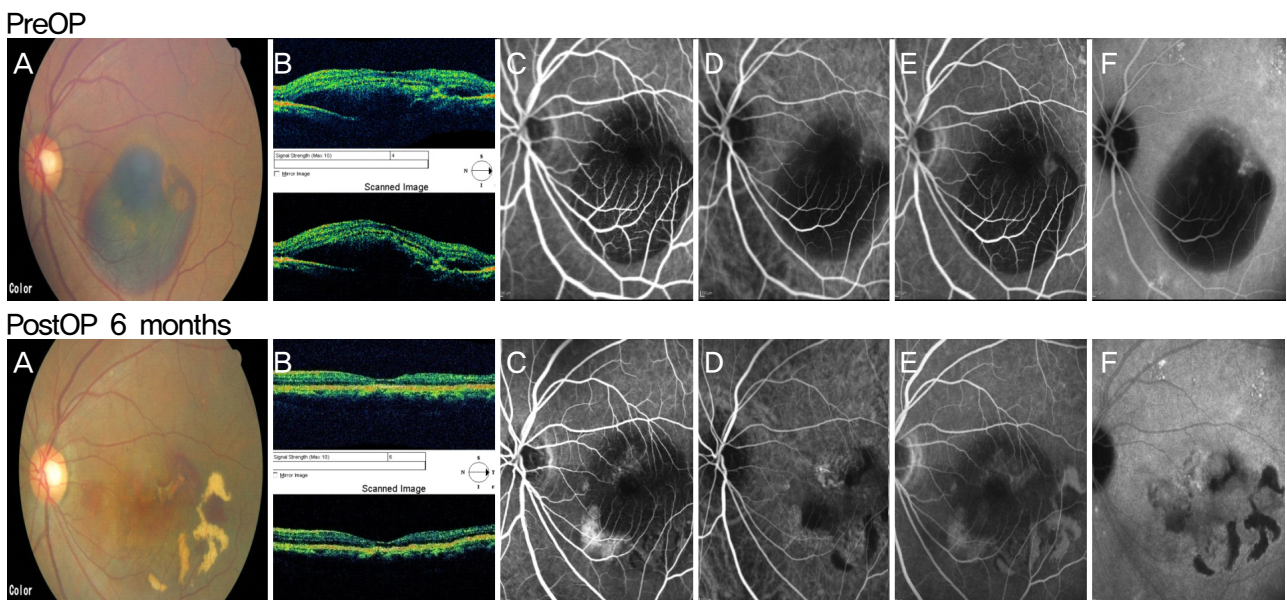 PreOP
A B C D E F
Signal Strength (Max 10) 4
Mirror Image
S
N
I
Scanned Image
Color
PostOP 6 months
A B C D E F
Signal Strength (Max 10) 6
Mirror Image
S
N T
I
Scanned Image
Color